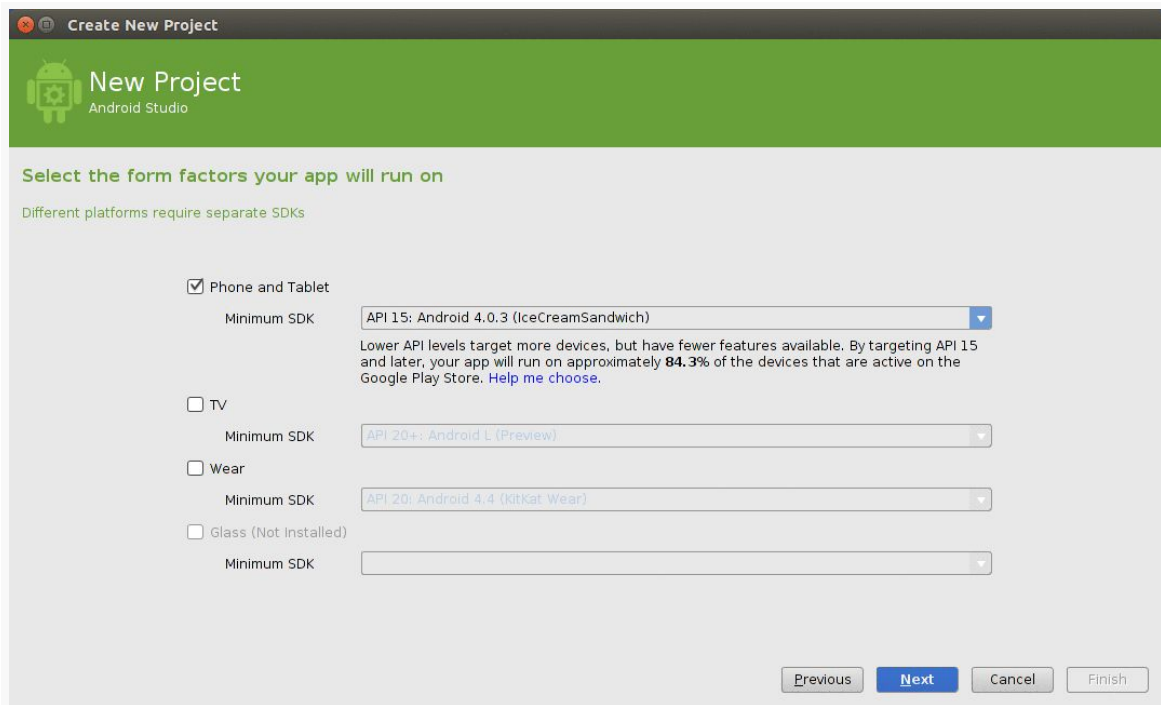 Create New Project
New Project
Android Studio
Select the form factors your app will run on
Different platforms require separate SDKs
Phone and Tablet
Minimum SDK API 15: Android 4.0.3 (IceCreamSandwich)
Lower API levels target more devices, but have fewer features available. By targeting API 15
and later, your app will run on approximately 84.3% of the devices that are active on the
Google Play Store. Help me choose.
TV
Minimum SDK API 20+: Android L (Preview)
Wear
Minimum SDK API 20: Android 4.4 (KitKat Wear)
Glass (Not Installed)
Minimum SDK
Previous Next Cancel Finish